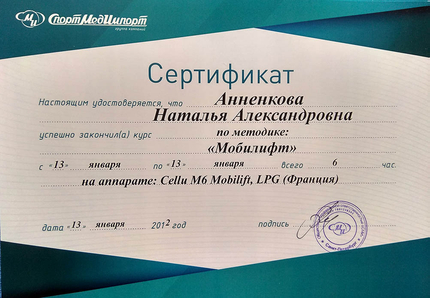 СпортМедИмпорт
группа компаний
Сертификат
Настоящим удостоверяется, что Анненкова
Наталья Александровна
успешно закончил(а) курс по методике:
«Мобилифт»
с «13» января по «13» января всего 6 час.
на аппарате: Cellu M6 Mobilift, LPG (Франция)
дата «13» января 2012 год подпись